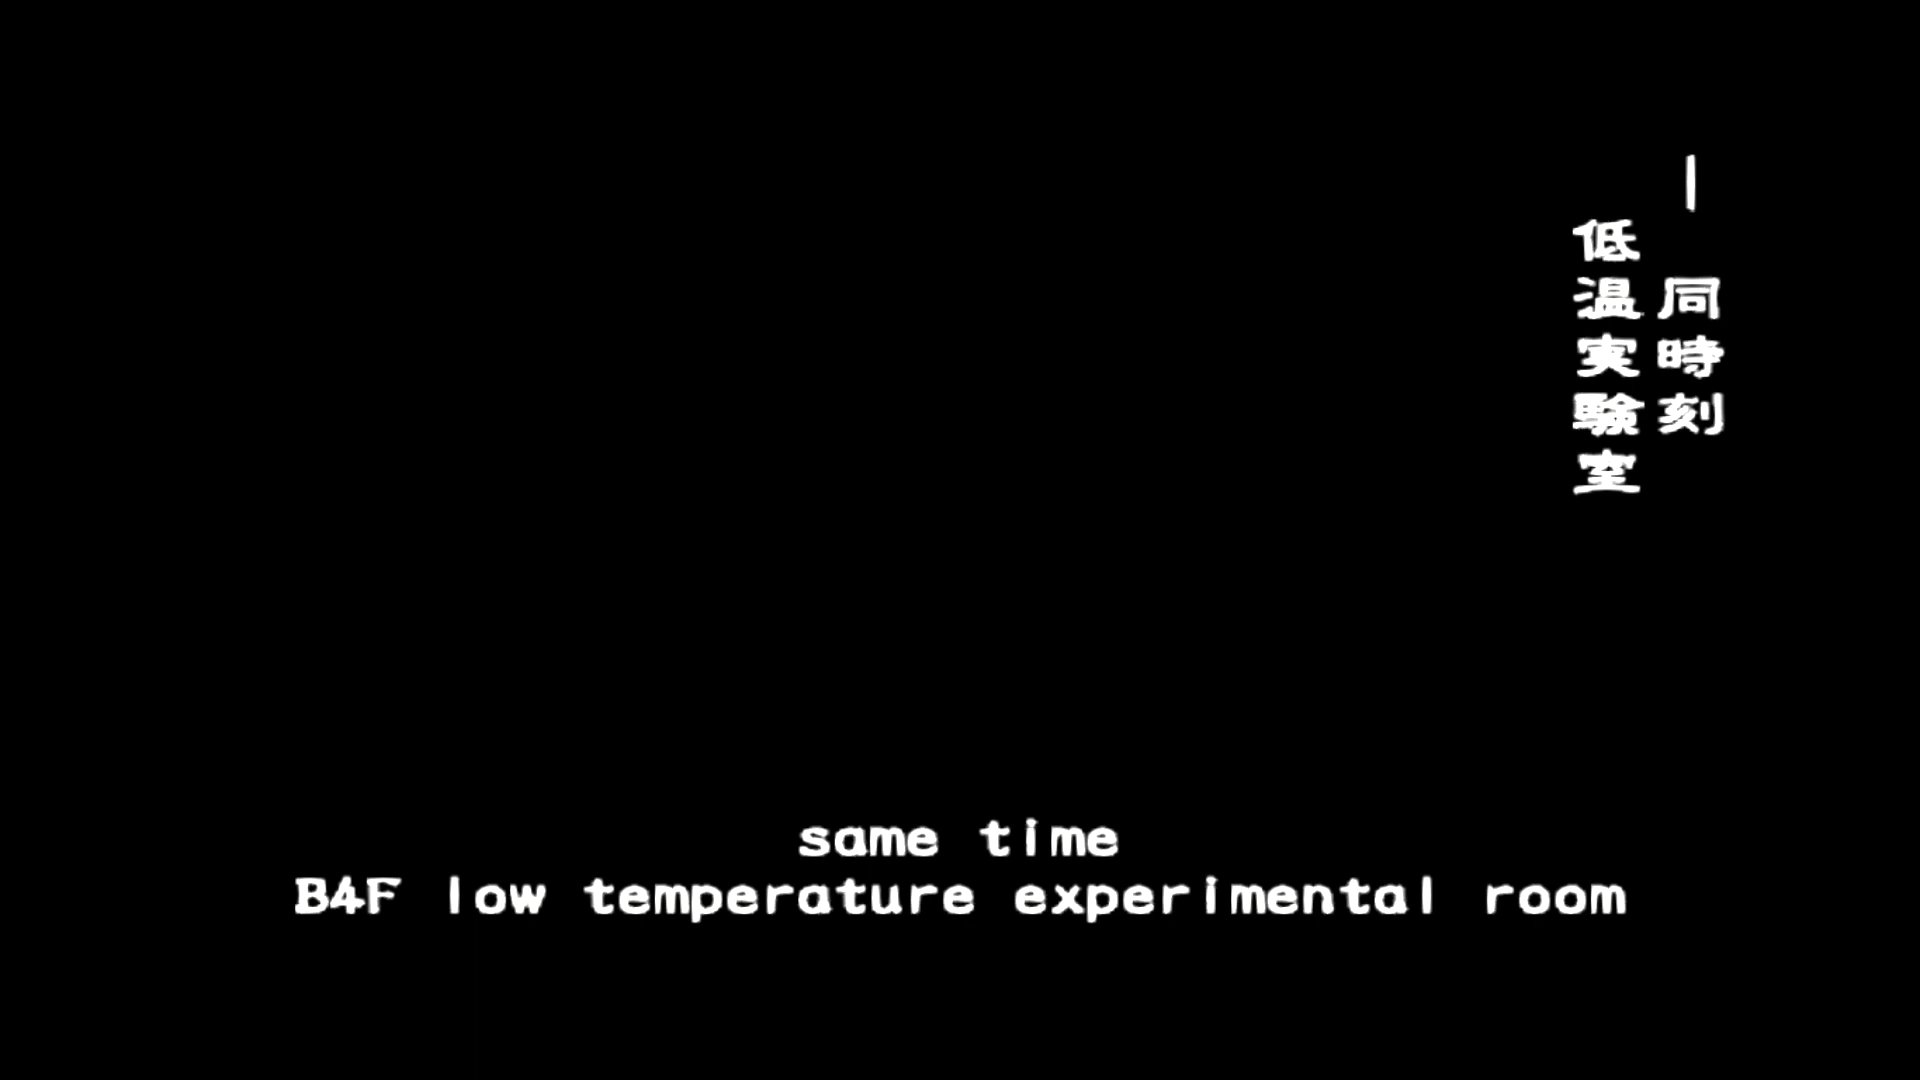 ―同時刻
低温実験室
same time
B4F low temperature experimental room